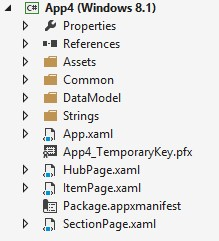 C# App4 (Windows 8.1)
Properties
References
Assets
Common
DataModel
Strings
App.xaml
App4_TemporaryKey.pfx
HubPage.xaml
ItemPage.xaml
Package.appxmanifest
SectionPage.xaml